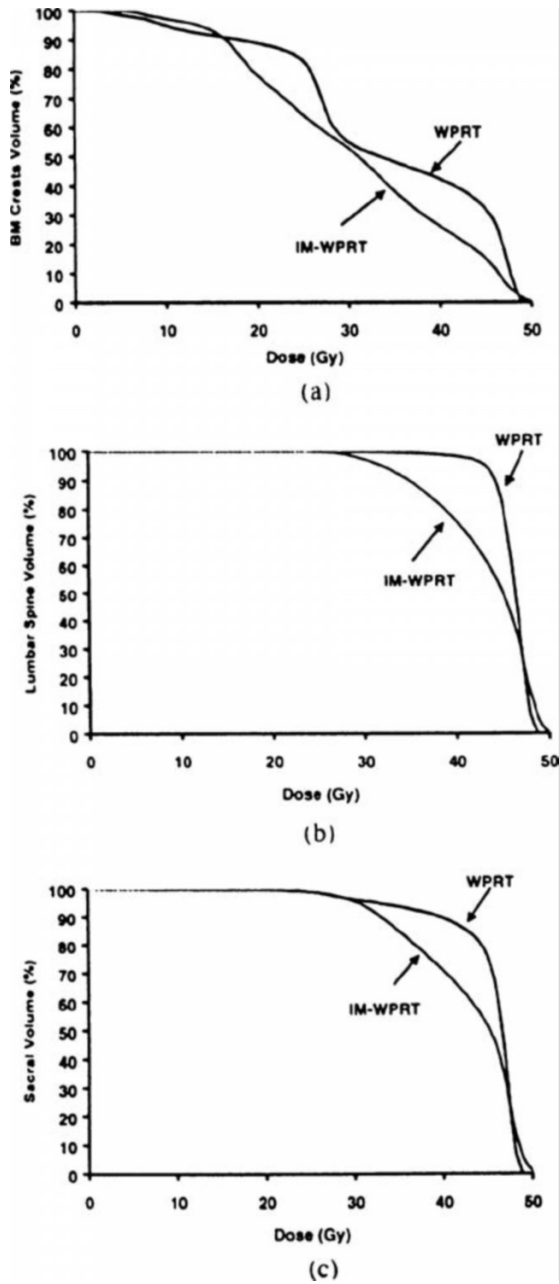 100
90
80
70
60
50
40
30
20
10
0
BM Crests Volume (%)
WPRT
IM-WPRT
0 10 20 30 40 50
Dose (Gy)
(a)
100
90
80
70
60
50
40
30
20
10
0
Lumbar Spine Volume (%)
WPRT
IM-WPRT
0 10 20 30 40 50
Dose (Gy)
(b)
100
90
80
70
60
50
40
30
20
10
0
Sacral Volume (%)
WPRT
IM-WPRT
0 10 20 30 40 50
Dose (Gy)
(c)